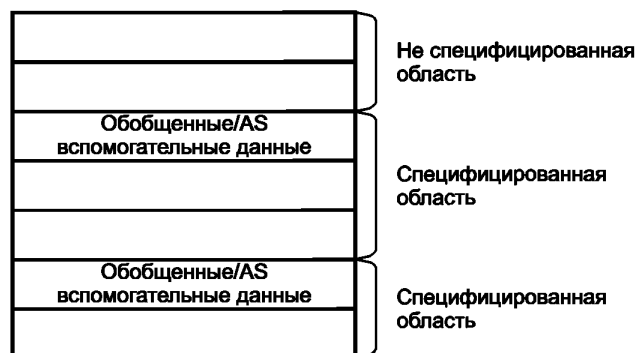 Не специфицированная
область
Обобщенные/AS
вспомогательные данные
Специфицированная
область
Обобщенные/AS
вспомогательные данные
Специфицированная
область